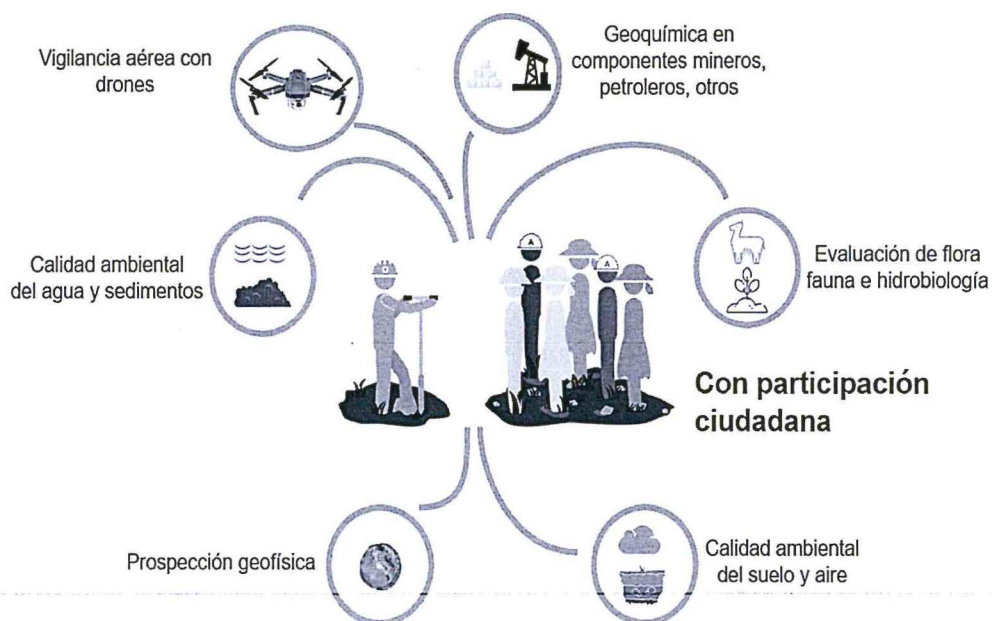 Vigilancia aérea con
drones
Geoquímica en
componentes mineros,
petroleros, otros
Calidad ambiental
del agua y sedimentos
Evaluación de flora
fauna e hidrobiología
Con participación
ciudadana
Prospección geofísica
Calidad ambiental
del suelo y aire